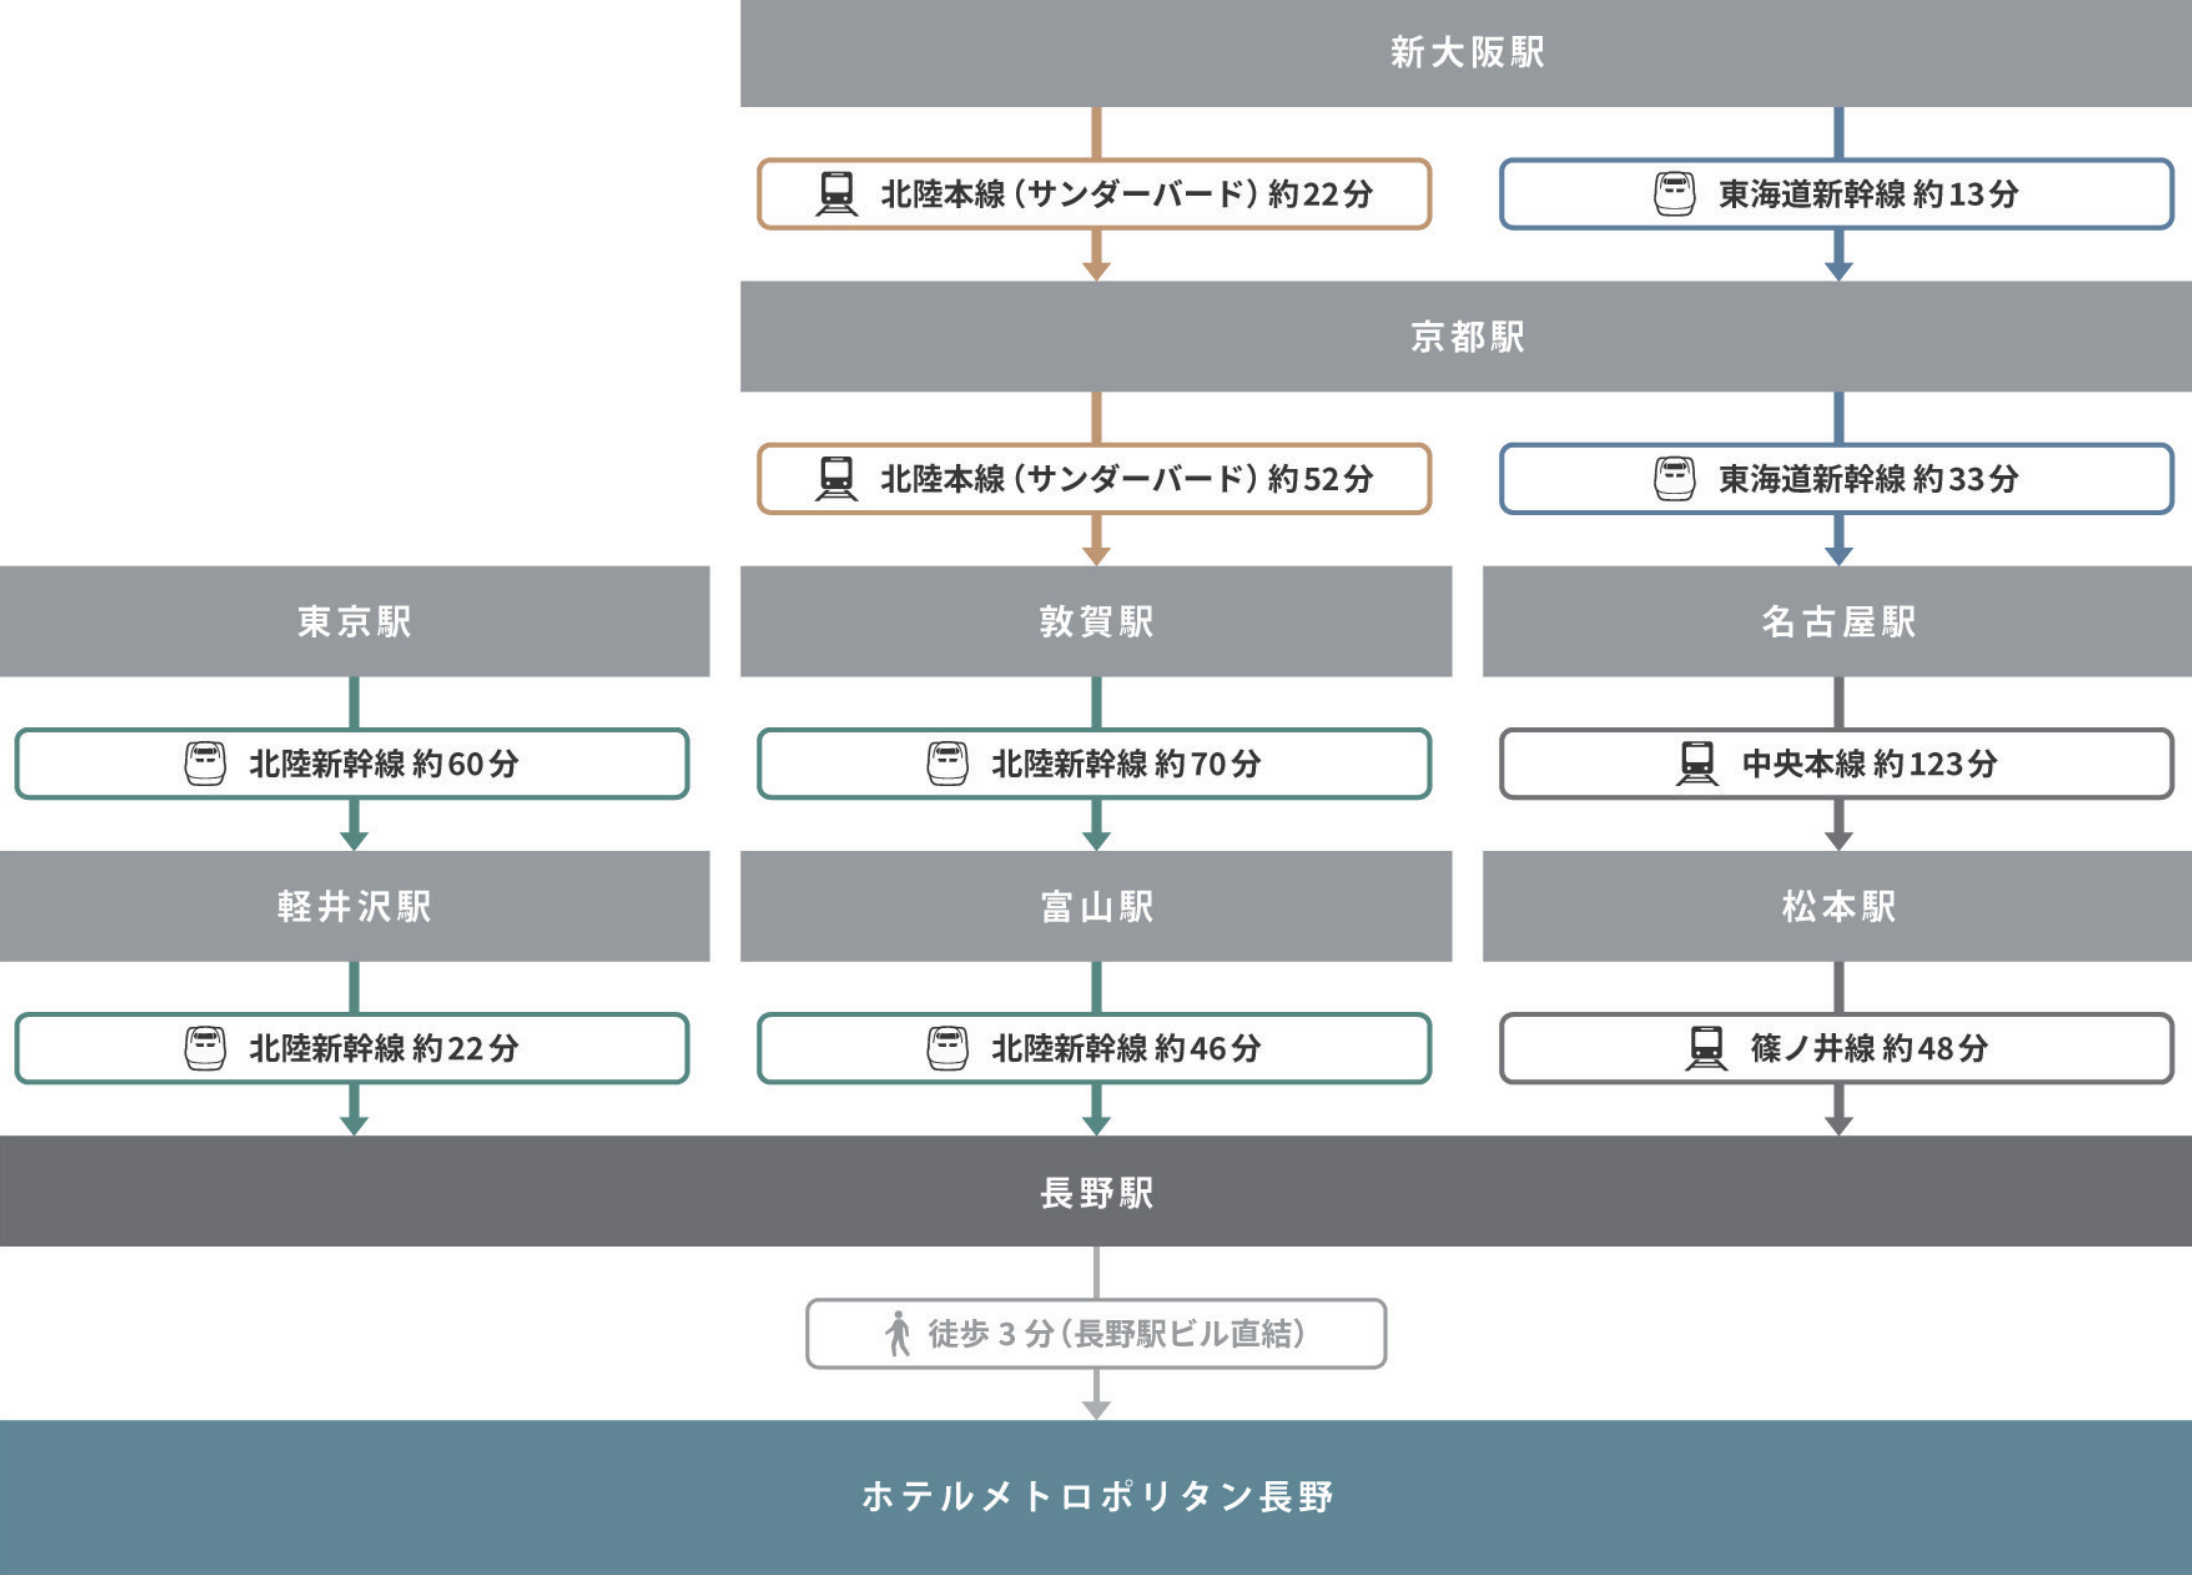 新大阪駅
北陸本線（サンダーバード）約22分
東海道新幹線 約13分
京都駅
北陸本線（サンダーバード）約52分
東海道新幹線 約33分
東京駅
敦賀駅
名古屋駅
北陸新幹線 約60分
北陸新幹線 約70分
中央本線 約123分
軽井沢駅
富山駅
松本駅
北陸新幹線 約22分
北陸新幹線 約46分
篠ノ井線 約48分
長野駅
徒歩 3 分（長野駅ビル直結）
ホテルメトロポリタン長野